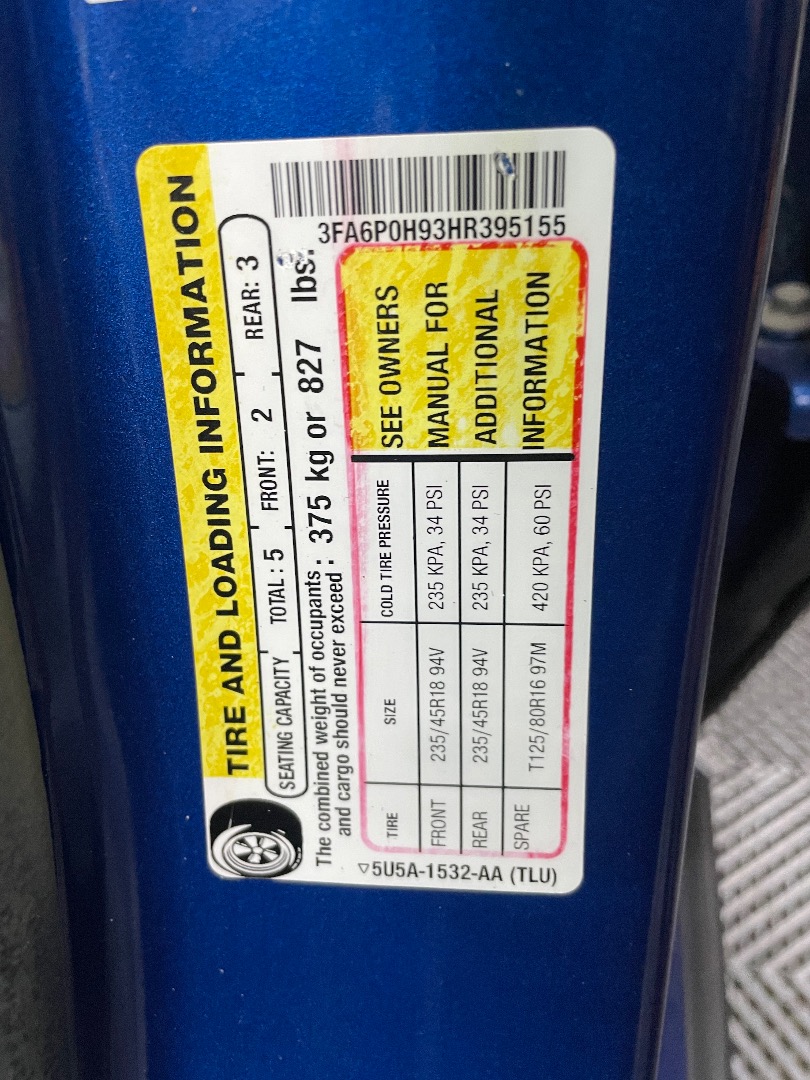 TIRE AND LOADING INFORMATION
SEATING CAPACITY TOTAL : 5 FRONT: 2 REAR: 3
The combined weight of occupants and cargo should never exceed : 375 kg or 827 lbs.
3FA6P0H93HR395155
TIRE SIZE COLD TIRE PRESSURE
FRONT 235/45R18 94V 235 KPA, 34 PSI
REAR 235/45R18 94V 235 KPA, 34 PSI
SPARE T125/80R16 97M 420 KPA, 60 PSI
SEE OWNERS
MANUAL FOR
ADDITIONAL
INFORMATION
▽5U5A-1532-AA (TLU)